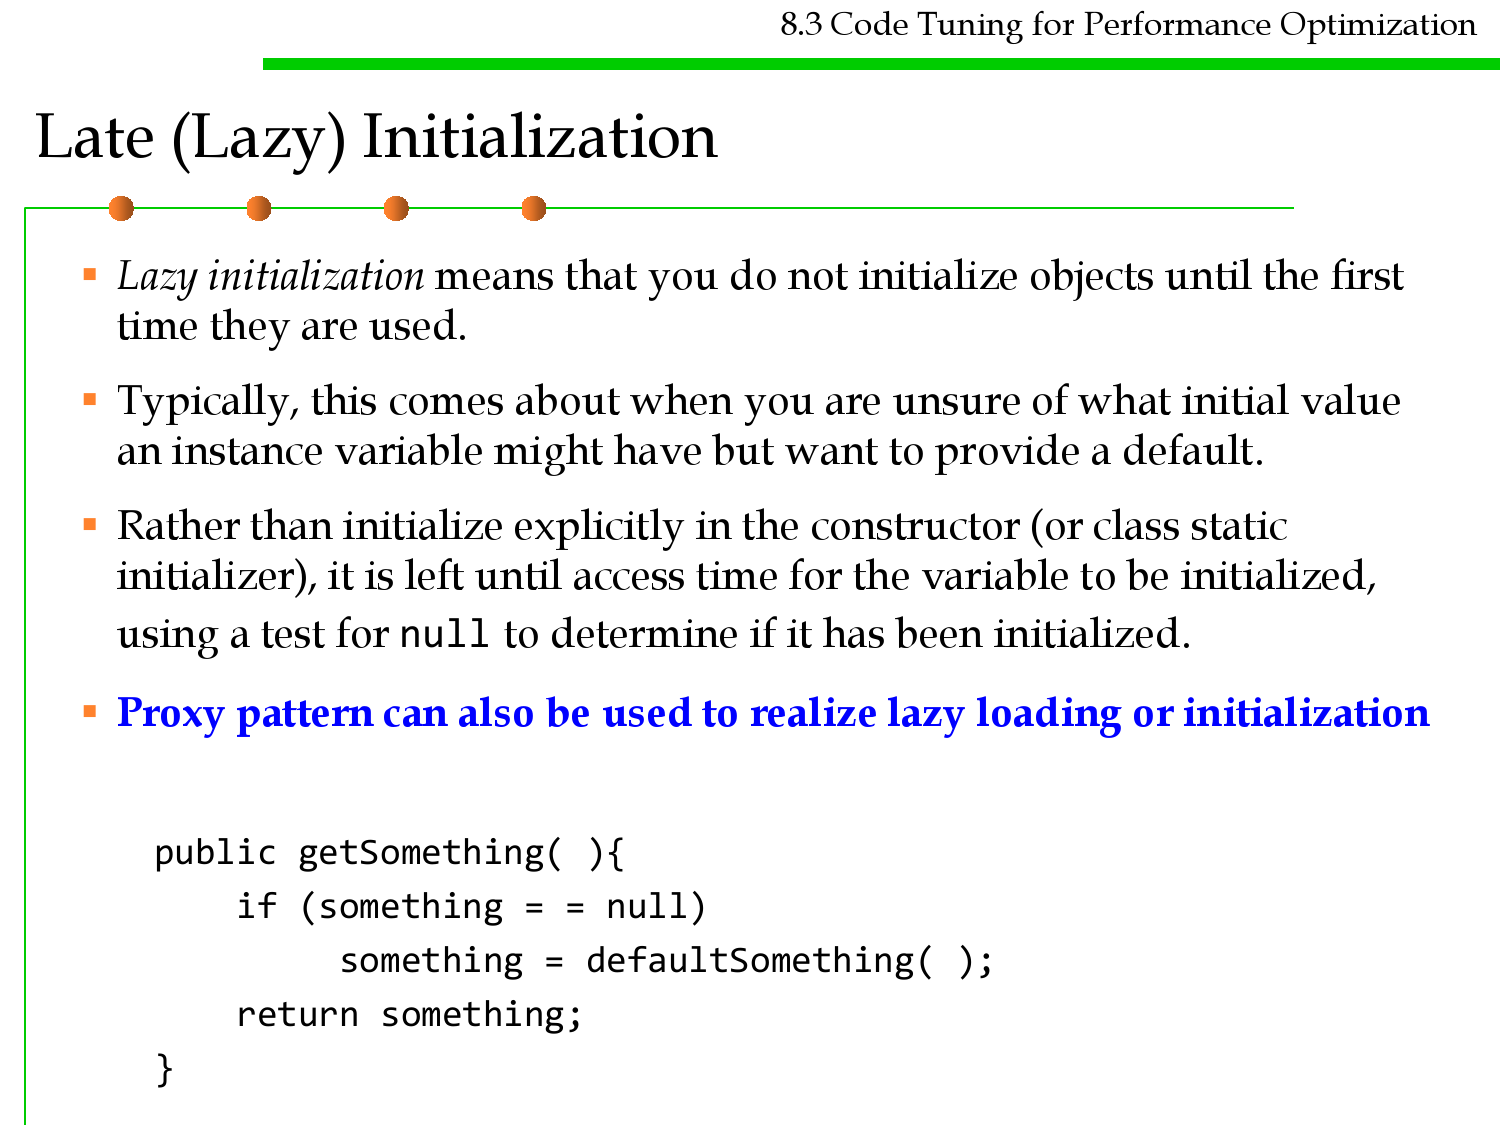 8.3 Code Tuning for Performance Optimization
Late (Lazy) Initialization
Lazy initialization means that you do not initialize objects until the first
time they are used.
Typically, this comes about when you are unsure of what initial value
an instance variable might have but want to provide a default.
Rather than initialize explicitly in the constructor (or class static
initializer), it is left until access time for the variable to be initialized,
using a test for null to determine if it has been initialized.
Proxy pattern can also be used to realize lazy loading or initialization
public getSomething( ){
    if (something = = null)
         something = defaultSomething( );
    return something;
}